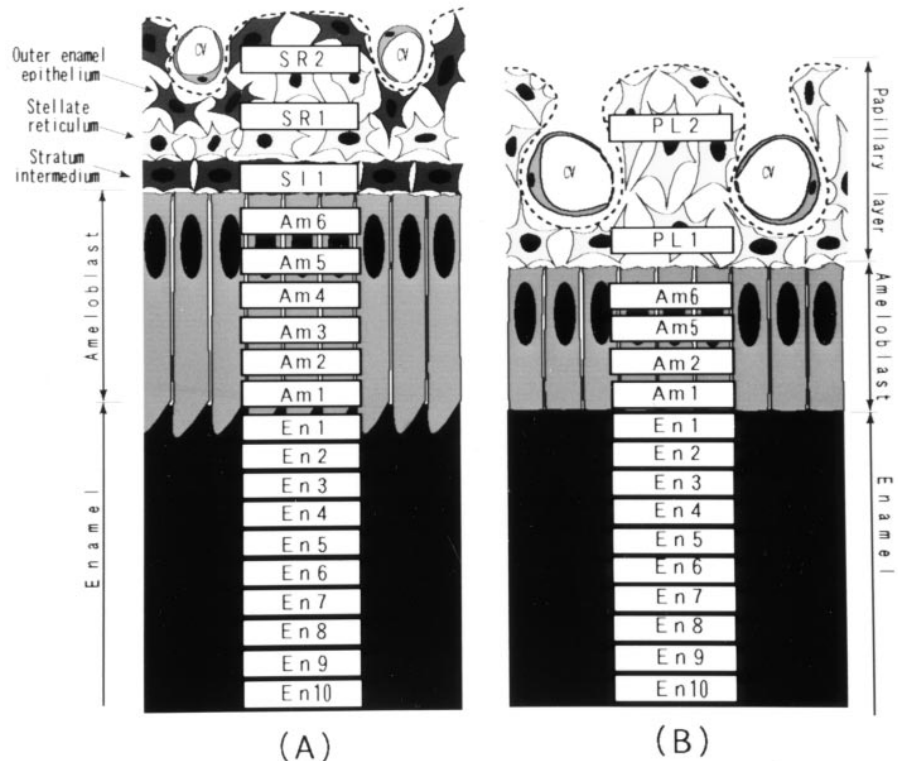 Outer enamel
epithelium
Stellate
reticulum
Stratum
intermedium
Ameloblast
Enamel
CV
CV
SR2
SR1
SI1
Am6
Am5
Am4
Am3
Am2
Am1
En1
En2
En3
En4
En5
En6
En7
En8
En9
En10
(A)
CV
CV
PL2
PL1
Am6
Am5
Am2
Am1
En1
En2
En3
En4
En5
En6
En7
En8
En9
En10
Papillary layer
Ameloblast
Enamel
(B)